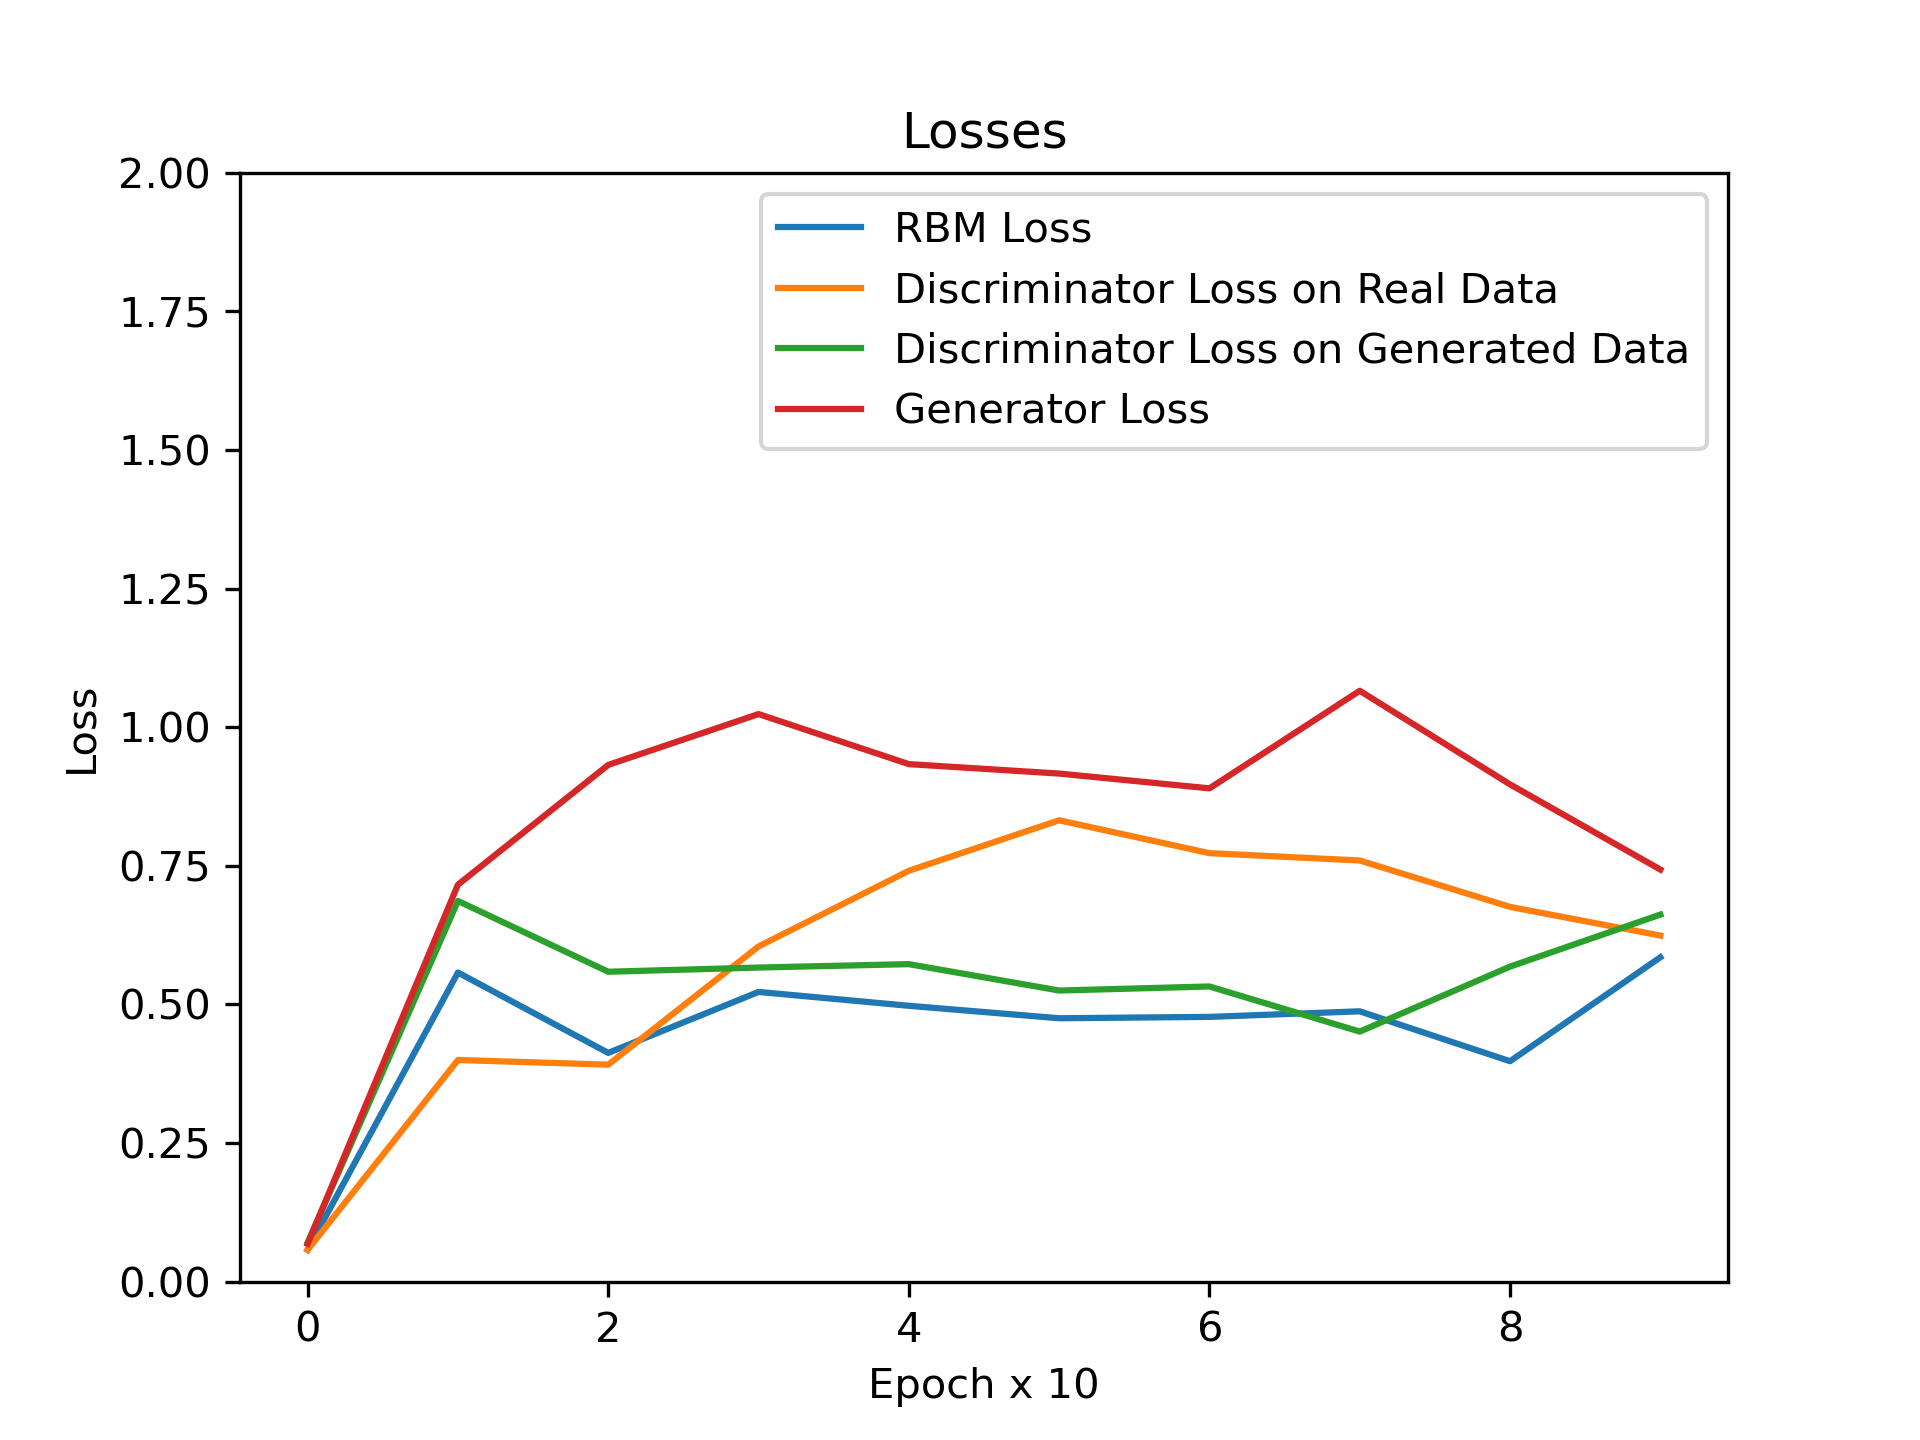 Losses
2.00
1.75
1.50
1.25
1.00
0.75
0.50
0.25
0.00
Loss
RBM Loss
Discriminator Loss on Real Data
Discriminator Loss on Generated Data
Generator Loss
0 2 4 6 8
Epoch x 10